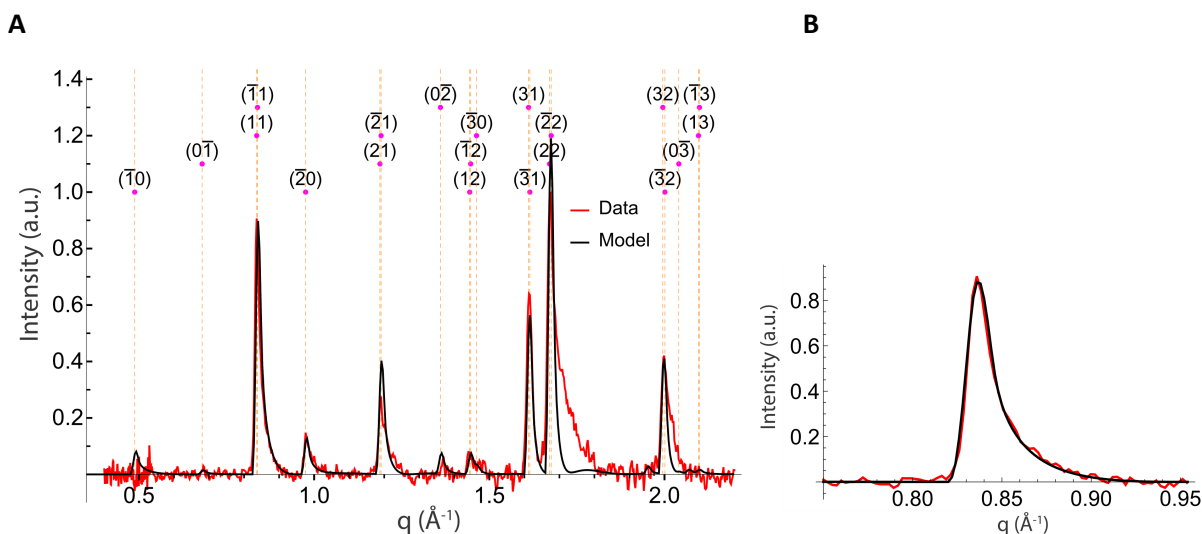 A
B
1.4
1.2
1.0
0.8
0.6
0.4
0.2
Intensity (a.u.)
(1̅1) (2̅1) (02̅) (31) (32) (1̅3)
(11) (21) (3̅0) (2̅2) (13)
(01̅) (1̅2) (22) (03̅)
(1̅0) (2̅0) (12) (3̅1) (3̅2)
Data
Model
0.5 1.0 1.5 2.0
q (Å⁻¹)
0.8
0.6
0.4
0.2
Intensity (a.u.)
0.80 0.85 0.90 0.95
q (Å⁻¹)